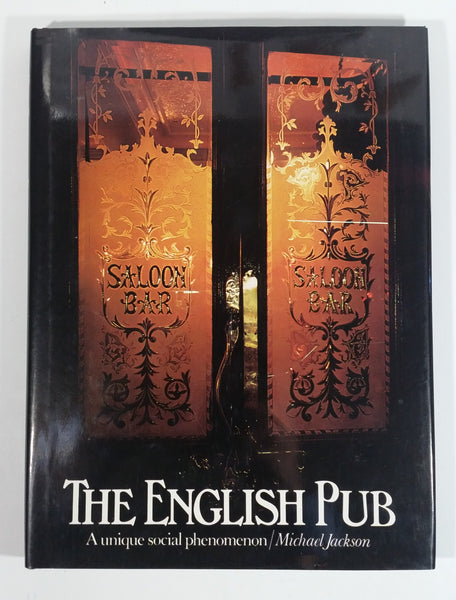 SALOON BAR
SALOON BAR
THE ENGLISH PUB
A unique social phenomenon / Michael Jackson